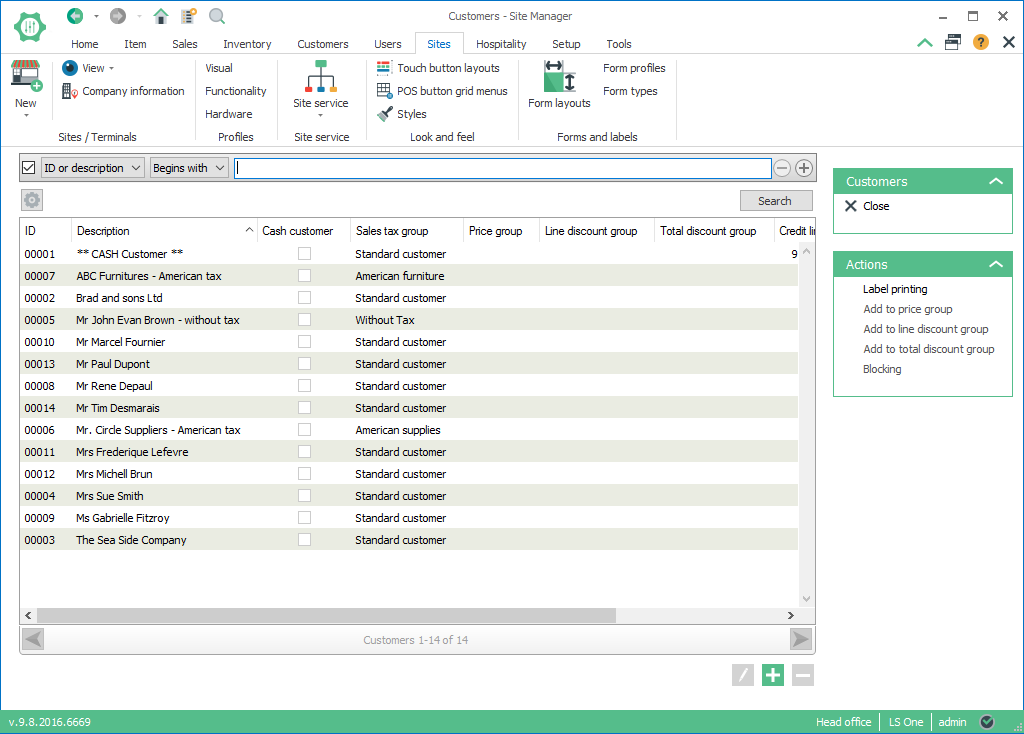 Customers - Site Manager
Home Item Sales Inventory Customers Users Sites Hospitality Setup Tools
New
View
Company information
Sites / Terminals
Visual
Functionality
Hardware
Profiles
Site service
Site service
Touch button layouts
POS button grid menus
Styles
Look and feel
Form layouts
Form profiles
Form types
Forms and labels
ID or description Begins with
Search
ID Description Cash customer Sales tax group Price group Line discount group Total discount group Credit li
00001 ** CASH Customer ** Standard customer 9
00007 ABC Furnitures - American tax American furniture
00002 Brad and sons Ltd Standard customer
00005 Mr John Evan Brown - without tax Without Tax
00010 Mr Marcel Fournier Standard customer
00013 Mr Paul Dupont Standard customer
00008 Mr Rene Depaul Standard customer
00014 Mr Tim Desmarais Standard customer
00006 Mr. Circle Suppliers - American tax American supplies
00011 Mrs Frederique Lefevre Standard customer
00012 Mrs Michell Brun Standard customer
00004 Mrs Sue Smith Standard customer
00009 Ms Gabrielle Fitzroy Standard customer
00003 The Sea Side Company Standard customer
Customers 1-14 of 14
Customers
Close
Actions
Label printing
Add to price group
Add to line discount group
Add to total discount group
Blocking
v.9.8.2016.6669 Head office LS One admin